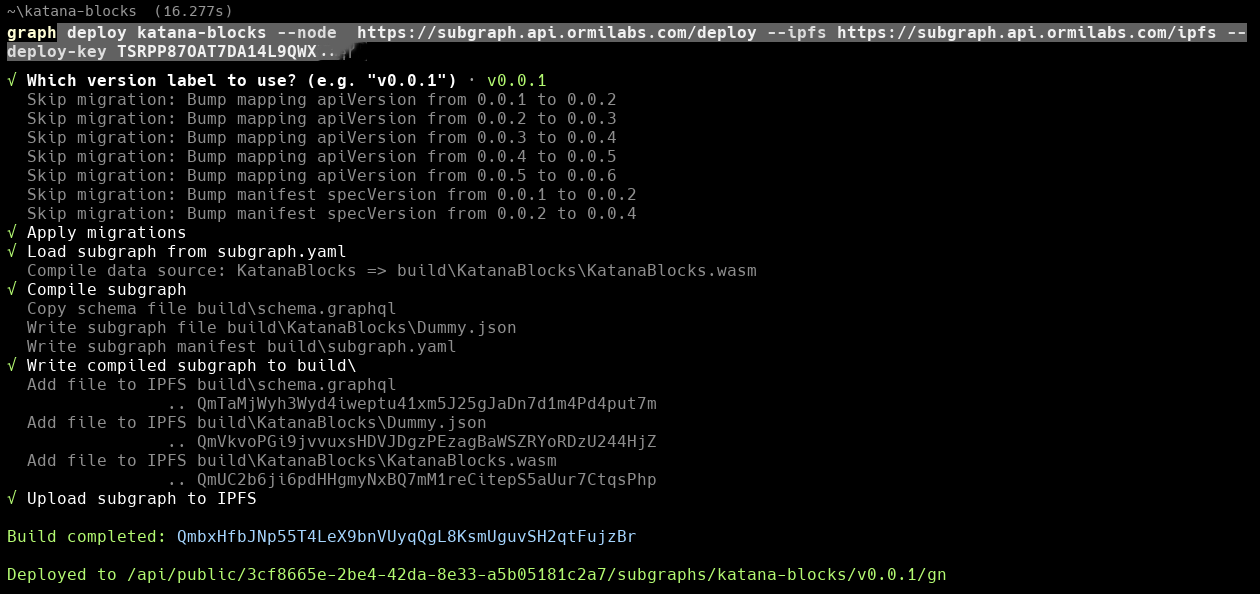 ~\katana-blocks  (16.277s)
graph deploy katana-blocks --node  https://subgraph.api.ormilabs.com/deploy --ipfs https://subgraph.api.ormilabs.com/ipfs --
deploy-key TSRPP87OAT7DA14L9QWX..
√ Which version label to use? (e.g. "v0.0.1") · v0.0.1
Skip migration: Bump mapping apiVersion from 0.0.1 to 0.0.2
Skip migration: Bump mapping apiVersion from 0.0.2 to 0.0.3
Skip migration: Bump mapping apiVersion from 0.0.3 to 0.0.4
Skip migration: Bump mapping apiVersion from 0.0.4 to 0.0.5
Skip migration: Bump mapping apiVersion from 0.0.5 to 0.0.6
Skip migration: Bump manifest specVersion from 0.0.1 to 0.0.2
Skip migration: Bump manifest specVersion from 0.0.2 to 0.0.4
√ Apply migrations
√ Load subgraph from subgraph.yaml
Compile data source: KatanaBlocks => build\KatanaBlocks\KatanaBlocks.wasm
√ Compile subgraph
Copy schema file build\schema.graphql
Write subgraph file build\KatanaBlocks\Dummy.json
Write subgraph manifest build\subgraph.yaml
√ Write compiled subgraph to build\
Add file to IPFS build\schema.graphql
.. QmTaMjWyh3Wyd4iweptu41xm5J25gJaDn7d1m4Pd4put7m
Add file to IPFS build\KatanaBlocks\Dummy.json
.. QmVkvoPGi9jvvuxsHDVJDgzPEzagBaWSZRYoRDzU244HjZ
Add file to IPFS build\KatanaBlocks\KatanaBlocks.wasm
.. QmUC2b6ji6pdHHgmyNxBQ7mM1reCitepS5aUur7CtqsPhp
√ Upload subgraph to IPFS
Build completed: QmbxHfbJNp55T4LeX9bnVUyqQgL8KsmUguvSH2qtFujzBr
Deployed to /api/public/3cf8665e-2be4-42da-8e33-a5b05181c2a7/subgraphs/katana-blocks/v0.0.1/gn